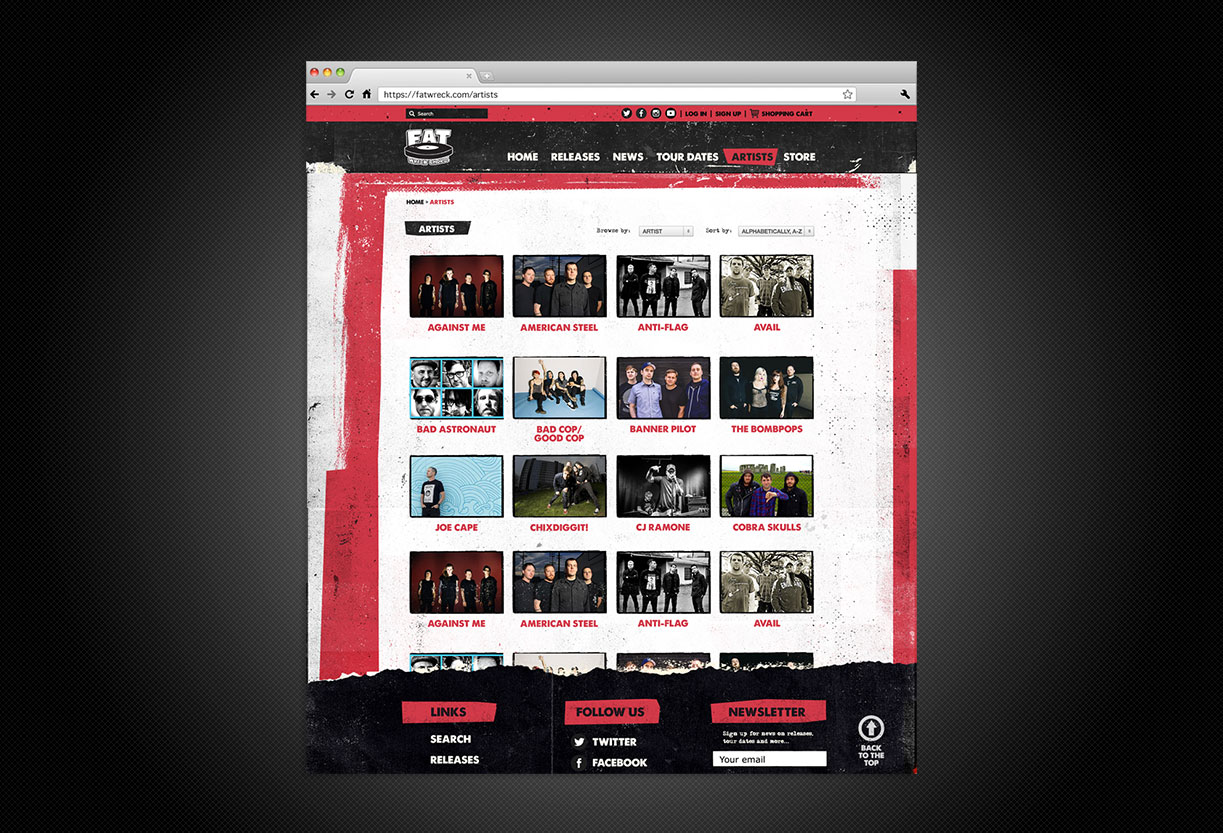 https://fatwreck.com/artists
Search
| LOG IN | SIGN UP | SHOPPING CART
FAT
WRECK CHORDS
HOME RELEASES NEWS TOUR DATES ARTISTS STORE
HOME > ARTISTS
ARTISTS
Browse by: ARTIST Sort by: ALPHABETICALLY, A-Z
AGAINST ME AMERICAN STEEL ANTI-FLAG AVAIL
BAD ASTRONAUT BAD COP/ BANNER PILOT THE BOMBPOPS
GOOD COP
JOE CAPE CHIXDIGGIT! CJ RAMONE COBRA SKULLS
AGAINST ME AMERICAN STEEL ANTI-FLAG AVAIL
LINKS
SEARCH
RELEASES
FOLLOW US
TWITTER
FACEBOOK
NEWSLETTER
Sign up for news on releases,
tour dates and more...
Your email
BACK
TO THE
TOP